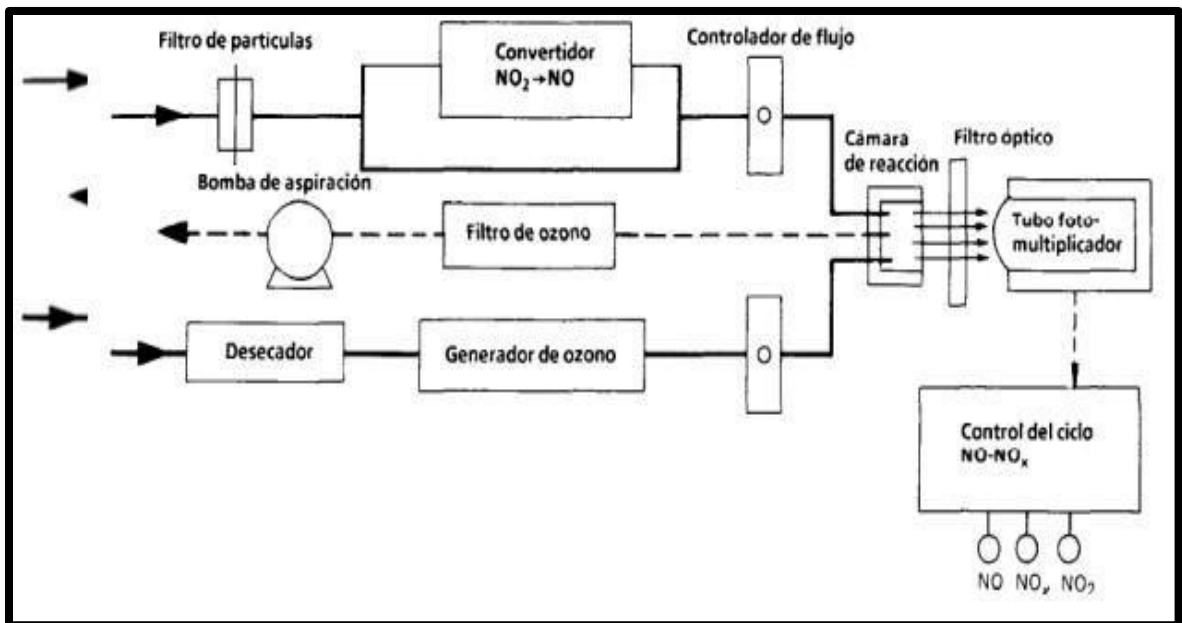 Filtro de particulas
Convertidor
NO₂→NO
Controlador de flujo
Cámara
de reacción
Filtro óptico
Bomba de aspiración
Filtro de ozono
Tubo foto-
multiplicador
Desecador
Generador de ozono
Control del ciclo
NO-NOₓ
NO NOₓ NO₂